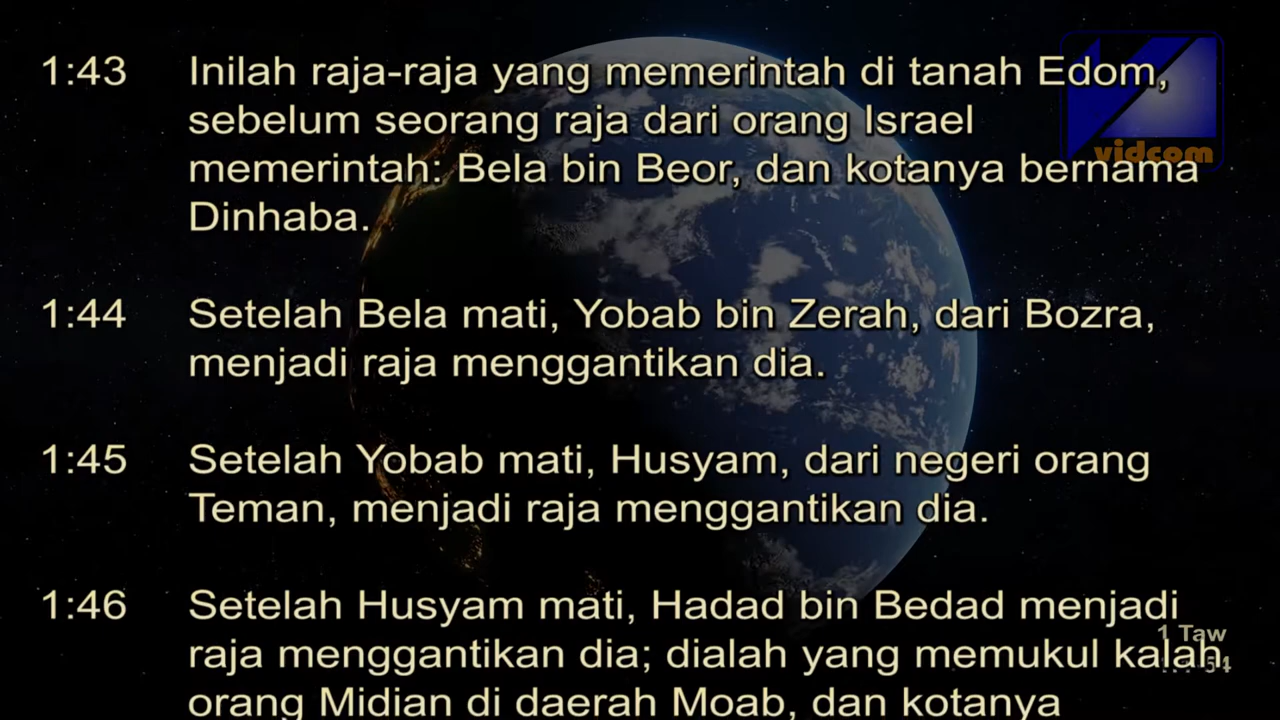 1:43 Inilah raja-raja yang memerintah di tanah Edom,
sebelum seorang raja dari orang Israel
memerintah: Bela bin Beor, dan kotanya bernama
Dinhaba.
1:44 Setelah Bela mati, Yobab bin Zerah, dari Bozra,
menjadi raja menggantikan dia.
1:45 Setelah Yobab mati, Husyam, dari negeri orang
Teman, menjadi raja menggantikan dia.
1:46 Setelah Husyam mati, Hadad bin Bedad menjadi
raja menggantikan dia; dialah yang memukul kalah
orang Midian di daerah Moab, dan kotanya
vidcom
1 Taw